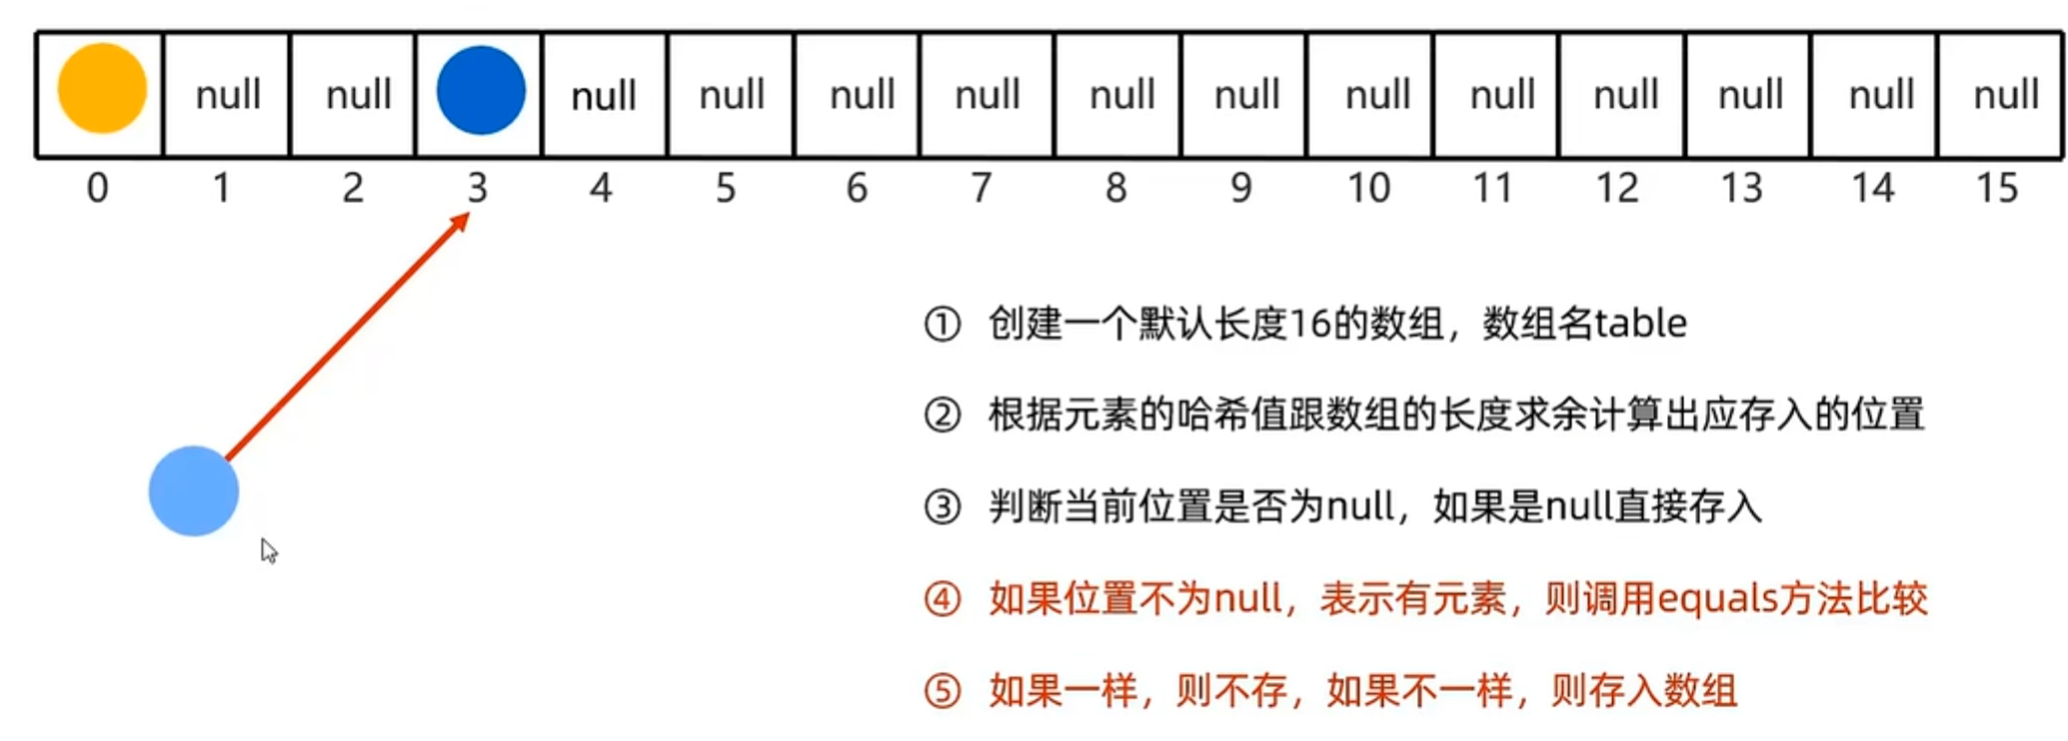 null null null null null null null null null null null null null null
0 1 2 3 4 5 6 7 8 9 10 11 12 13 14 15
① 创建一个默认长度16的数组，数组名table
② 根据元素的哈希值跟数组的长度求余计算出应存入的位置
③ 判断当前位置是否为null，如果是null直接存入
④ 如果位置不为null，表示有元素，则调用equals方法比较
⑤ 如果一样，则不存，如果不一样，则存入数组